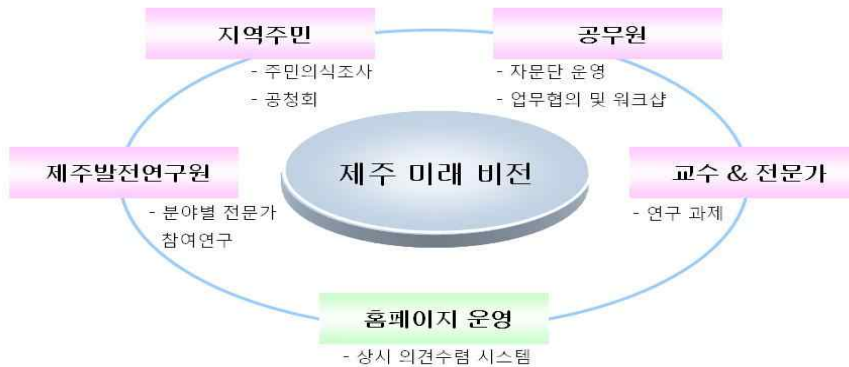 지역주민
- 주민의식조사
- 공청회
공무원
- 자문단 운영
- 업무협의 및 워크샵
제주 미래 비전
제주발전연구원
- 분야별 전문가
참여연구
교수 & 전문가
- 연구 과제
홈페이지 운영
- 상시 의견수렴 시스템